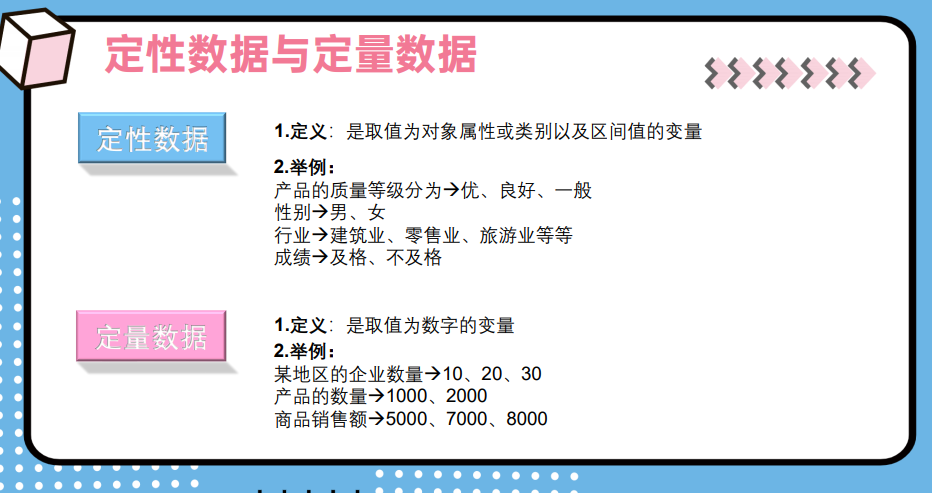 定性数据与定量数据
定性数据
1.定义：是取值为对象属性或类别以及区间值的变量
2.举例：
产品的质量等级分为→优、良好、一般
性别→男、女
行业→建筑业、零售业、旅游业等等
成绩→及格、不及格
定量数据
1.定义：是取值为数字的变量
2.举例：
某地区的企业数量→10、20、30
产品的数量→1000、2000
商品销售额→5000、7000、8000